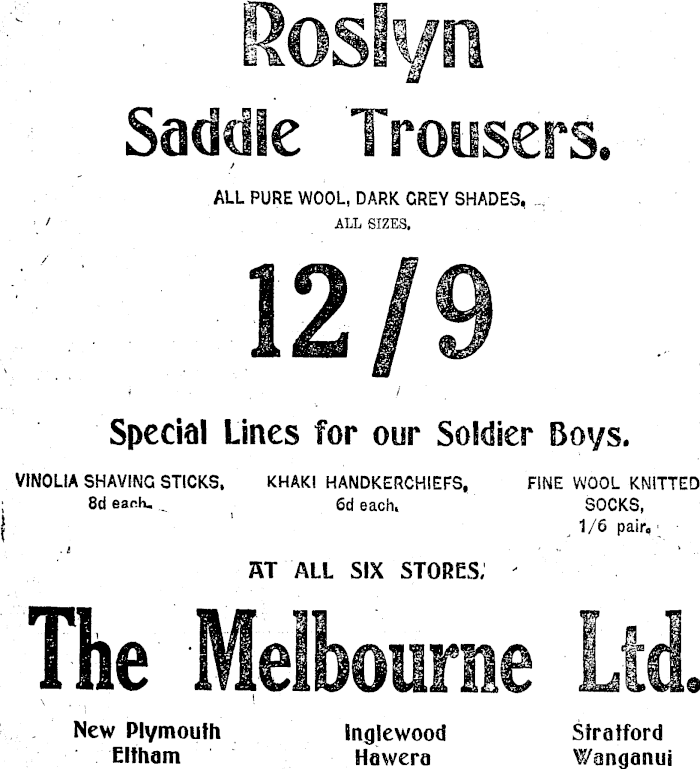 Roslyn
Saddle Trousers.
ALL PURE WOOL, DARK GREY SHADES,
ALL SIZES,
12/9
Special Lines for our Soldier Boys.
VINOLIA SHAVING STICKS,
8d each.
KHAKI HANDKERCHIEFS,
6d each.
FINE WOOL KNITTED
SOCKS,
1/6 pair.
AT ALL SIX STORES.
The Melbourne Ltd.
New Plymouth Inglewood Stratford
Eltham Hawera Wanganui